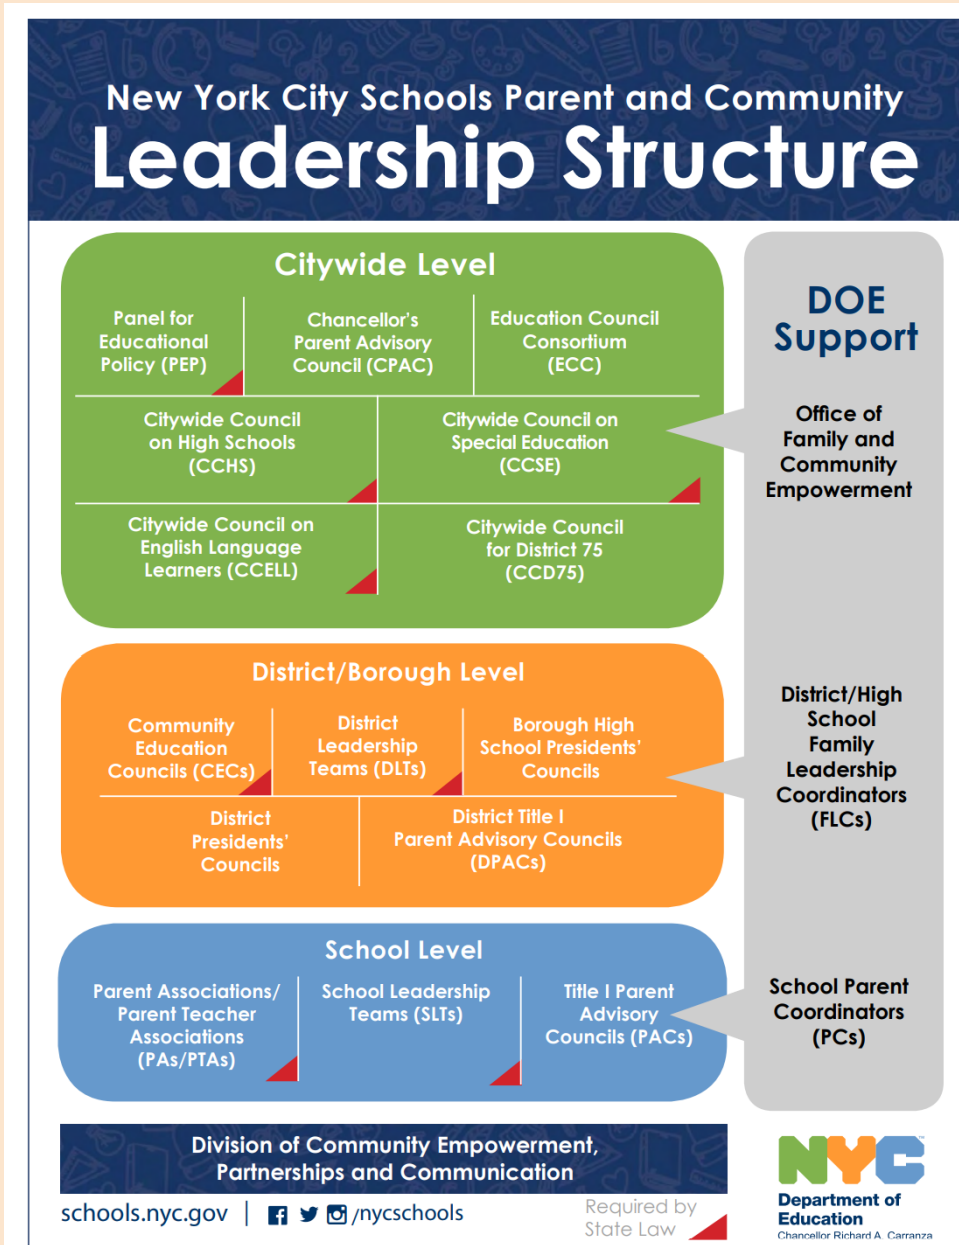 New York City Schools Parent and Community
Leadership Structure
Citywide Level
Panel for
Educational
Policy (PEP)
Chancellor's
Parent Advisory
Council (CPAC)
Education Council
Consortium
(ECC)
Citywide Council
on High Schools
(CCHS)
Citywide Council on
Special Education
(CCSE)
Citywide Council on
English Language
Learners (CCELL)
Citywide Council
for District 75
(CCD75)
District/Borough Level
Community
Education
Councils (CECs)
District
Leadership
Teams (DLTs)
Borough High
School Presidents'
Councils
District
Presidents'
Councils
District Title I
Parent Advisory Councils
(DPACs)
School Level
Parent Associations/
Parent Teacher
Associations
(PAs/PTAs)
School Leadership
Teams (SLTs)
Title I Parent
Advisory
Councils (PACs)
DOE
Support
Office of
Family and
Community
Empowerment
District/High
School
Family
Leadership
Coordinators
(FLCs)
School Parent
Coordinators
(PCs)
Division of Community Empowerment,
Partnerships and Communication
schools.nyc.gov | /nycschools
Required by
State Law
NYC
Department of
Education
Chancellor Richard A. Carranza